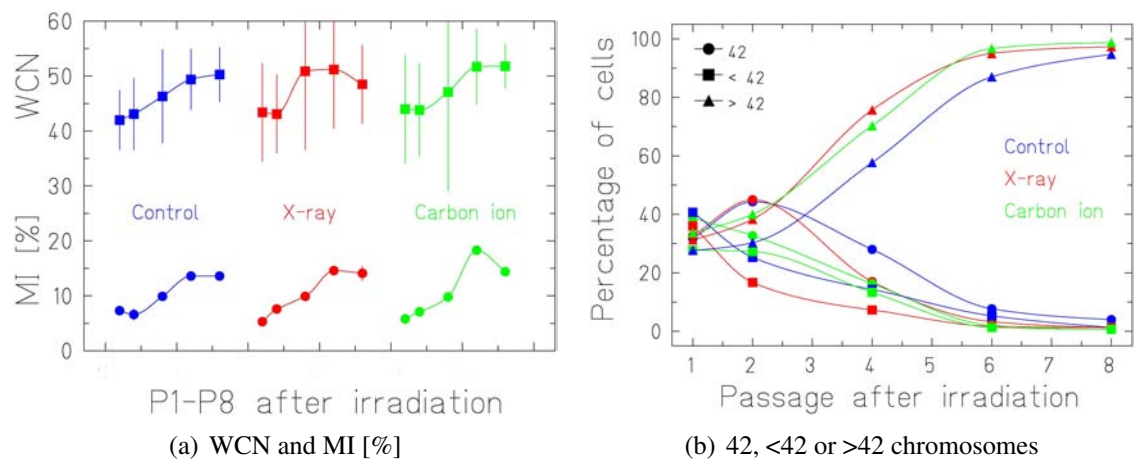 60
50
40
30
20
10
0
WCN
MI [%]
Control
X-ray
Carbon ion
P1-P8 after irradiation
(a) WCN and MI [%]
100
80
60
40
20
0
Percentage of cells
42
< 42
> 42
Control
X-ray
Carbon ion
1 2 3 4 5 6 7 8
Passage after irradiation
(b) 42, <42 or >42 chromosomes